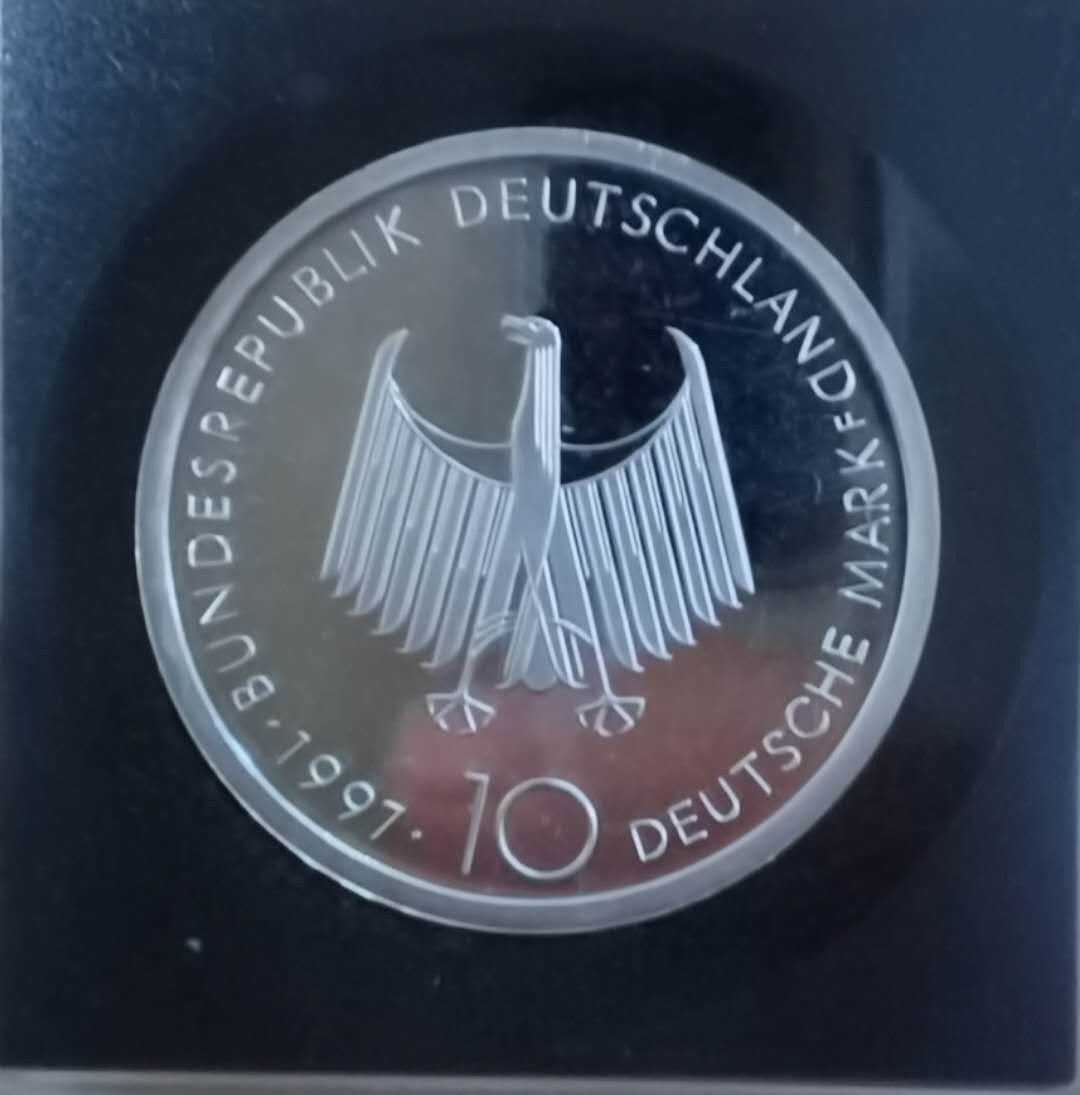 BUNDESREPUBLIK DEUTSCHLAND
F
DEUTSCHE MARK
10
·1997·